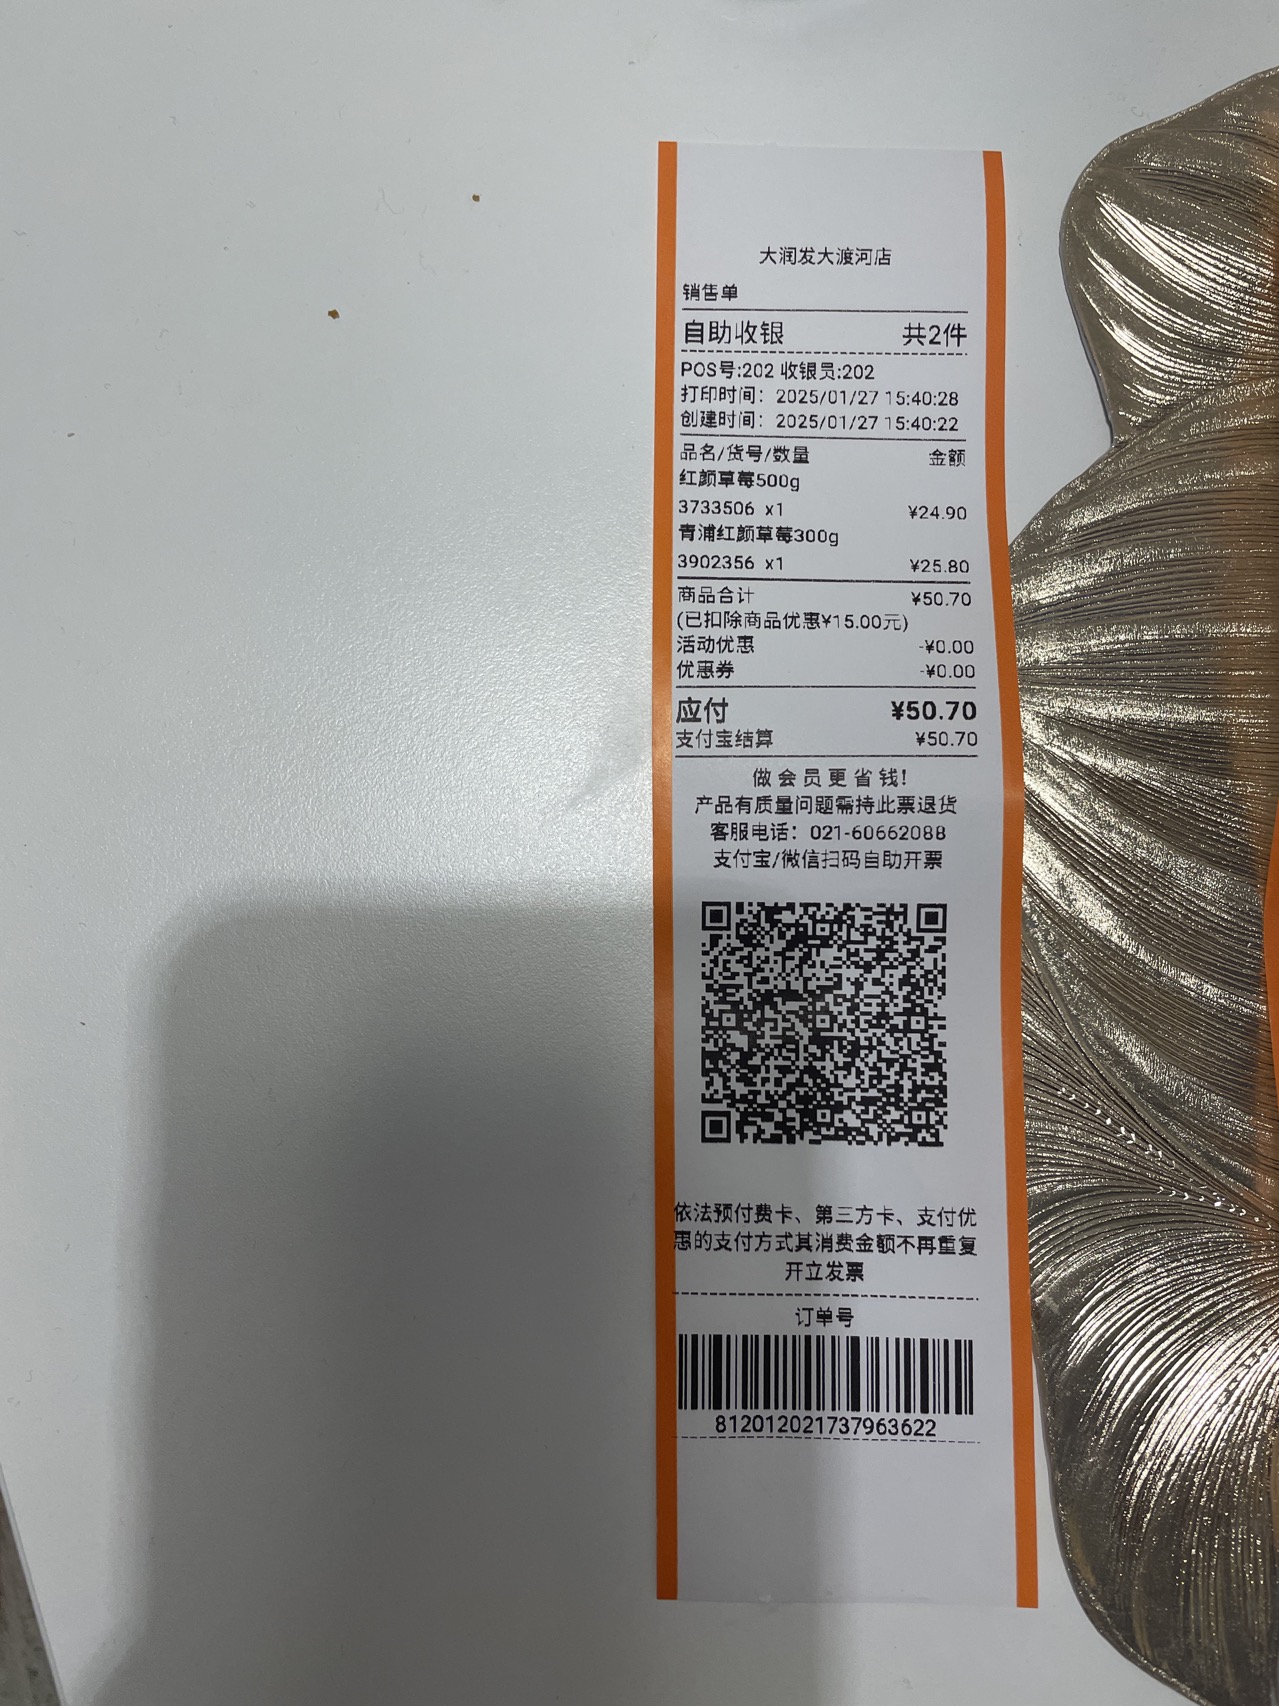 大润发大渡河店
销售单
自助收银 共2件
POS号:202 收银员:202
打印时间：2025/01/27 15:40:28
创建时间：2025/01/27 15:40:22
品名/货号/数量 金额
红颜草莓500g
3733506 x1 ¥24.90
青浦红颜草莓300g
3902356 x1 ¥25.80
商品合计 ¥50.70
(已扣除商品优惠¥15.00元)
活动优惠 -¥0.00
优惠券 -¥0.00
应付 ¥50.70
支付宝结算 ¥50.70
做会员更省钱!
产品有质量问题需持此票退货
客服电话：021-60662088
支付宝/微信扫码自助开票
依法预付费卡、第三方卡、支付优
惠的支付方式其消费金额不再重复
开立发票
订单号
812012021737963622